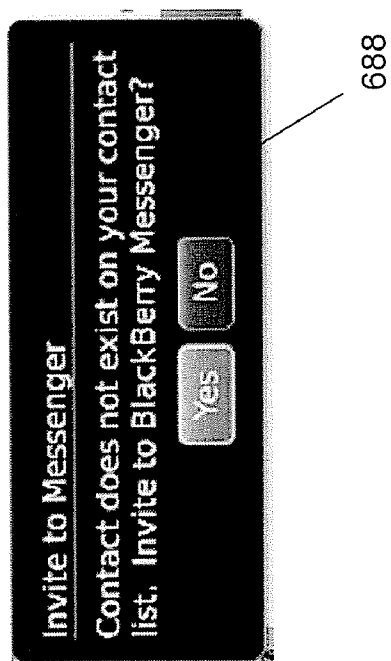 Invite to Messenger
Contact does not exist on your contact
list. Invite to BlackBerry Messenger?
Yes No
688